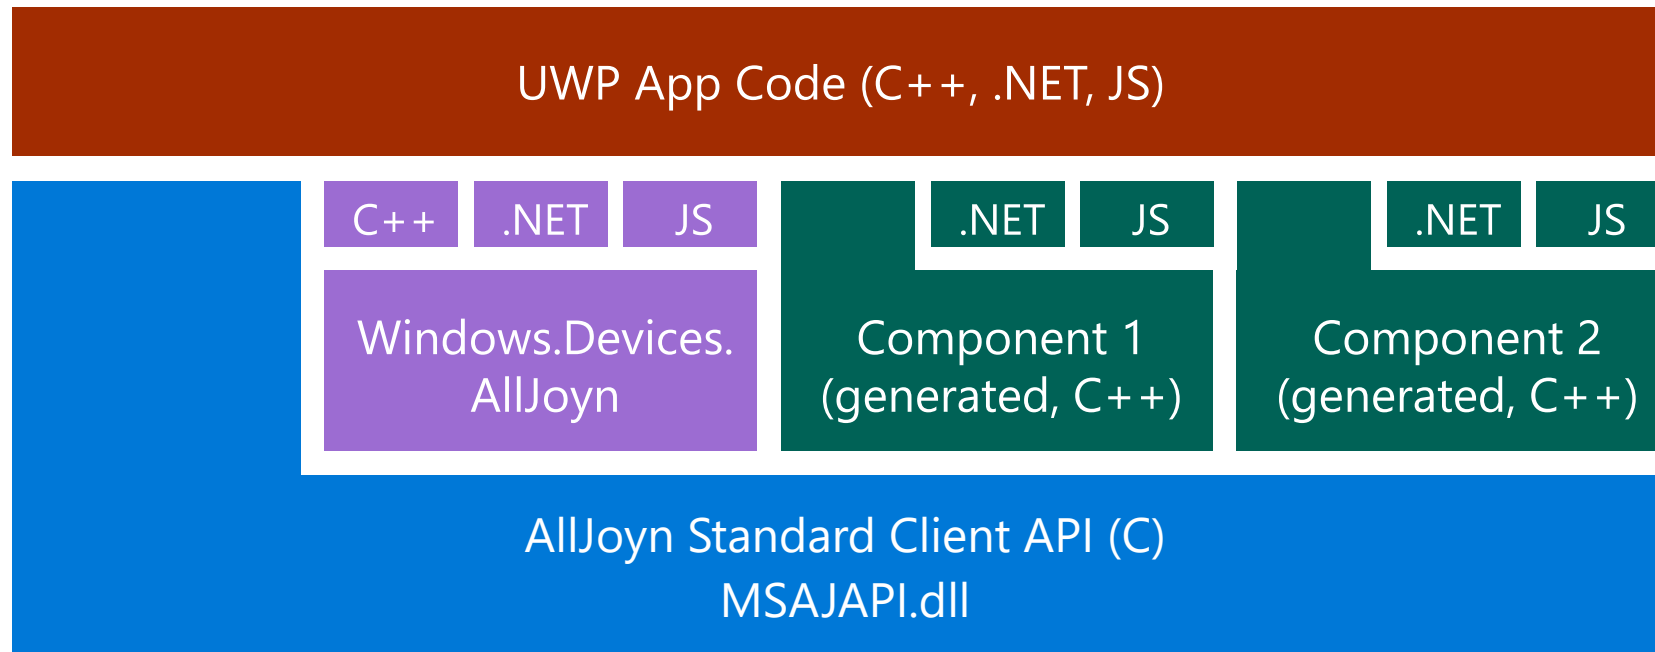 UWP App Code (C++, .NET, JS)
C++ .NET JS .NET JS .NET JS
Windows.Devices.
AllJoyn
Component 1
(generated, C++)
Component 2
(generated, C++)
AllJoyn Standard Client API (C)
MSAJAPI.dll